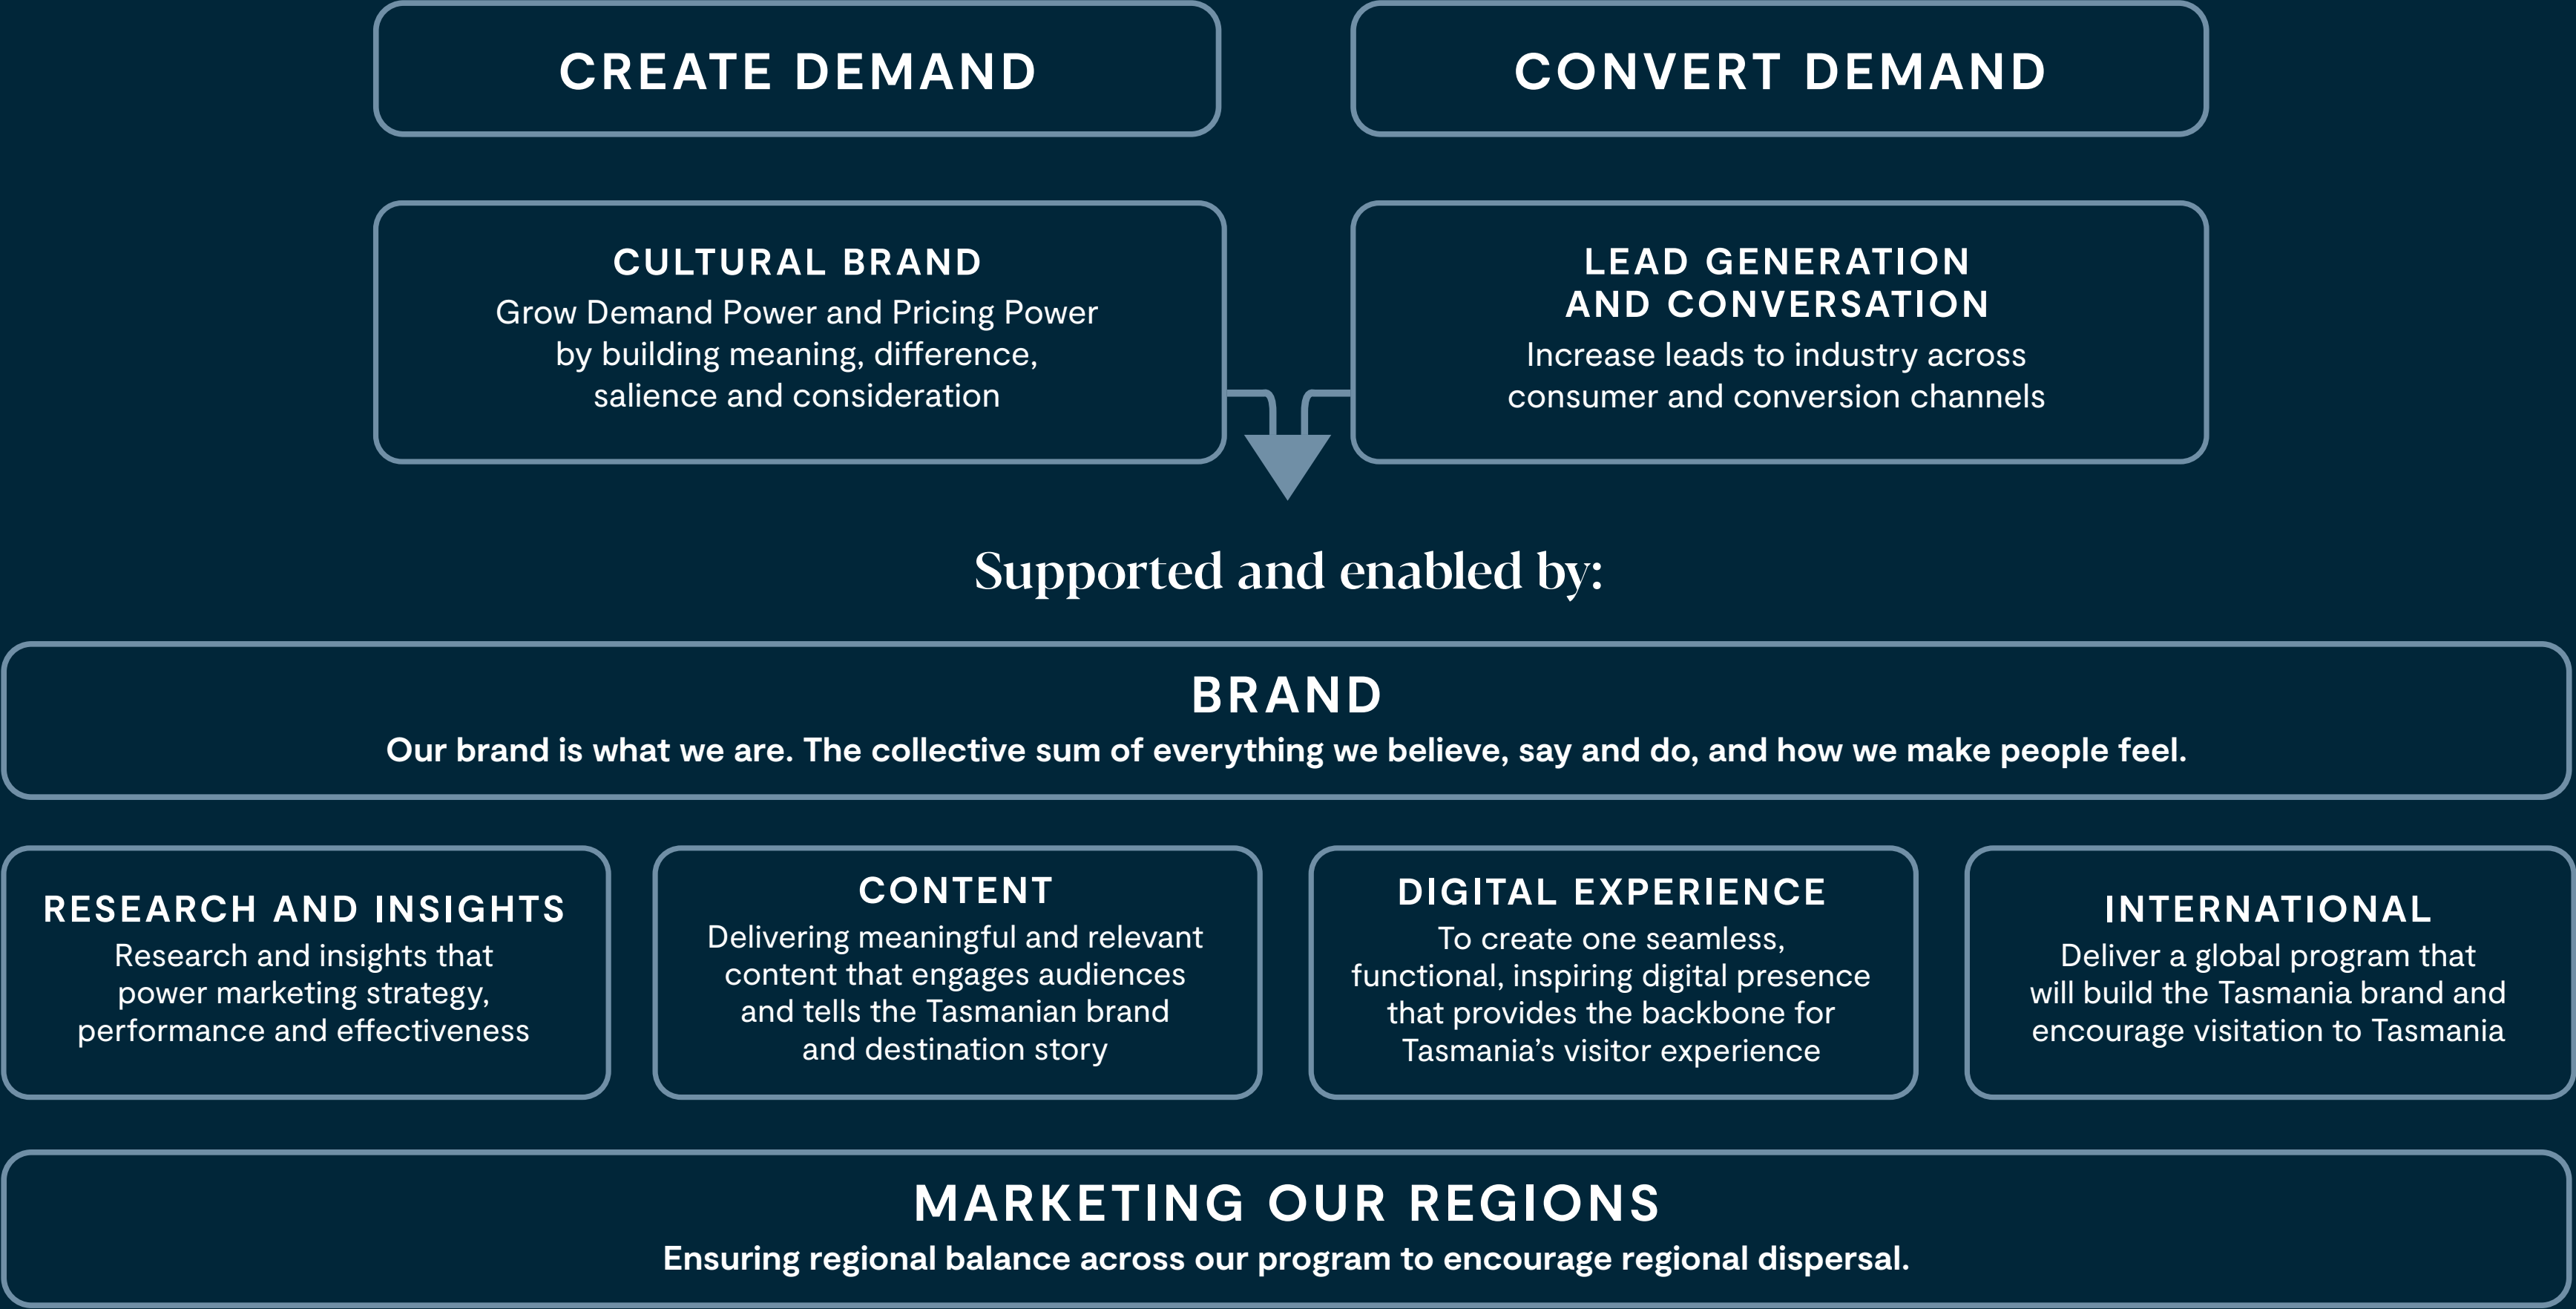 CREATE DEMAND
CONVERT DEMAND
CULTURAL BRAND
Grow Demand Power and Pricing Power
by building meaning, difference,
salience and consideration
LEAD GENERATION
AND CONVERSATION
Increase leads to industry across
consumer and conversion channels
Supported and enabled by:
BRAND
Our brand is what we are. The collective sum of everything we believe, say and do, and how we make people feel.
RESEARCH AND INSIGHTS
Research and insights that
power marketing strategy,
performance and effectiveness
CONTENT
Delivering meaningful and relevant
content that engages audiences
and tells the Tasmanian brand
and destination story
DIGITAL EXPERIENCE
To create one seamless,
functional, inspiring digital presence
that provides the backbone for
Tasmania’s visitor experience
INTERNATIONAL
Deliver a global program that
will build the Tasmania brand and
encourage visitation to Tasmania
MARKETING OUR REGIONS
Ensuring regional balance across our program to encourage regional dispersal.